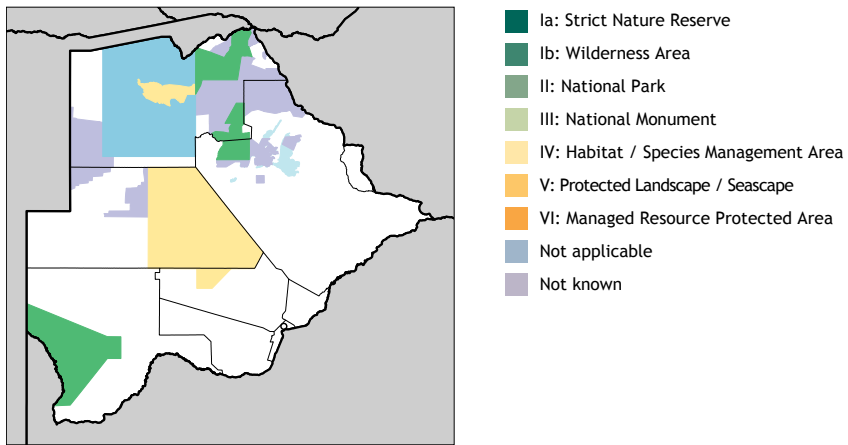 Ia: Strict Nature Reserve
Ib: Wilderness Area
II: National Park
III: National Monument
IV: Habitat / Species Management Area
V: Protected Landscape / Seascape
VI: Managed Resource Protected Area
Not applicable
Not known